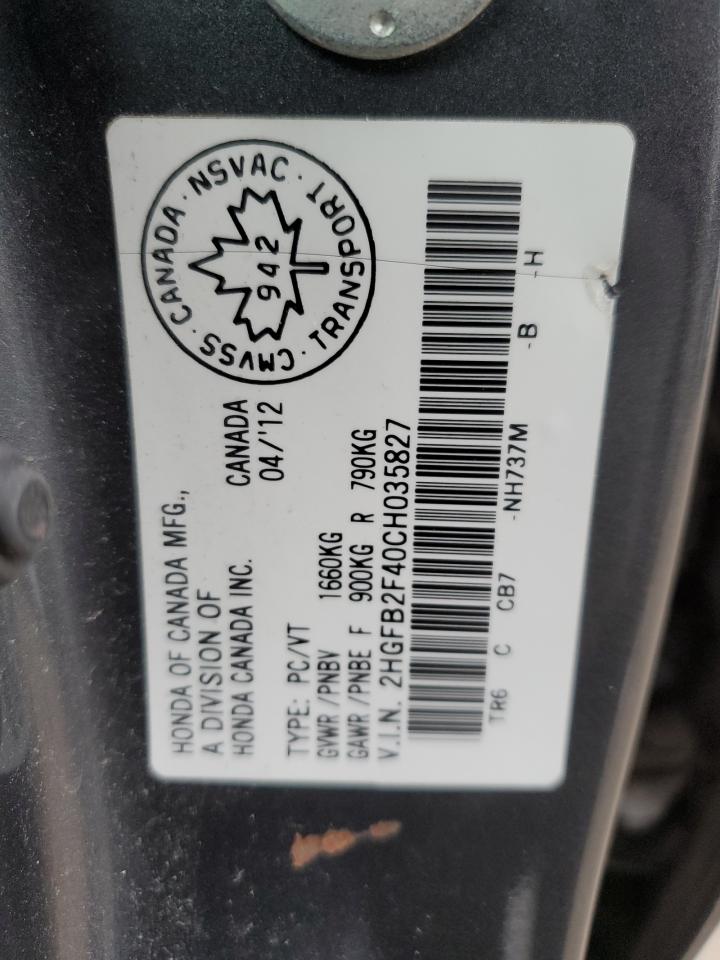 HONDA OF CANADA MFG.,
A DIVISION OF
HONDA CANADA INC. CANADA
04/'12
TYPE: PC/VT
GVWR/PNBV 1660KG
GAWR/PNBE F 900KG R 790KG
V.I.N. 2HGFB2F40CH035827
TR6 C CB7 -NH737M -B -H
CMVSS · CANADA · NSVAC · TRANSPORT ·
942